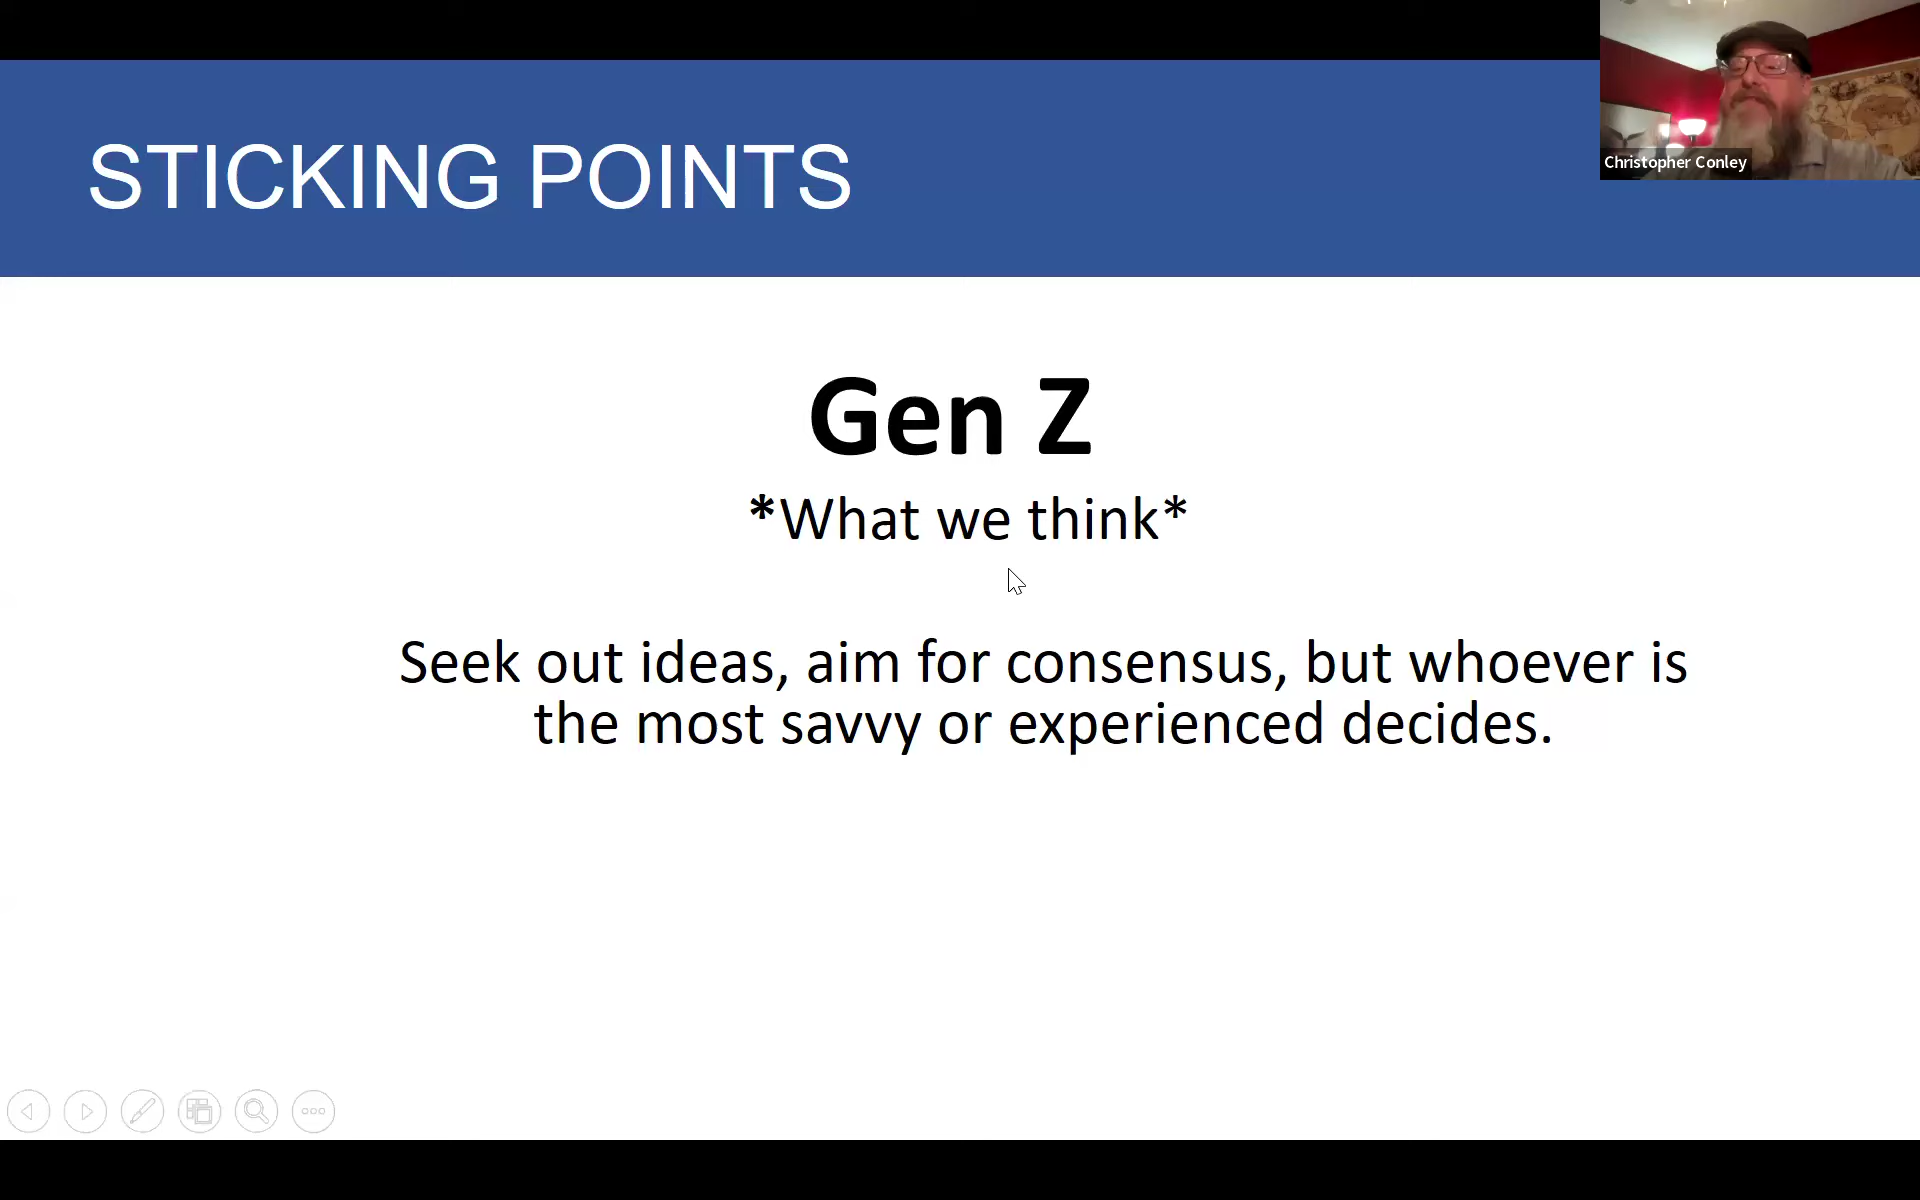 STICKING POINTS
Christopher Conley
Gen Z
*What we think*
Seek out ideas, aim for consensus, but whoever is
the most savvy or experienced decides.